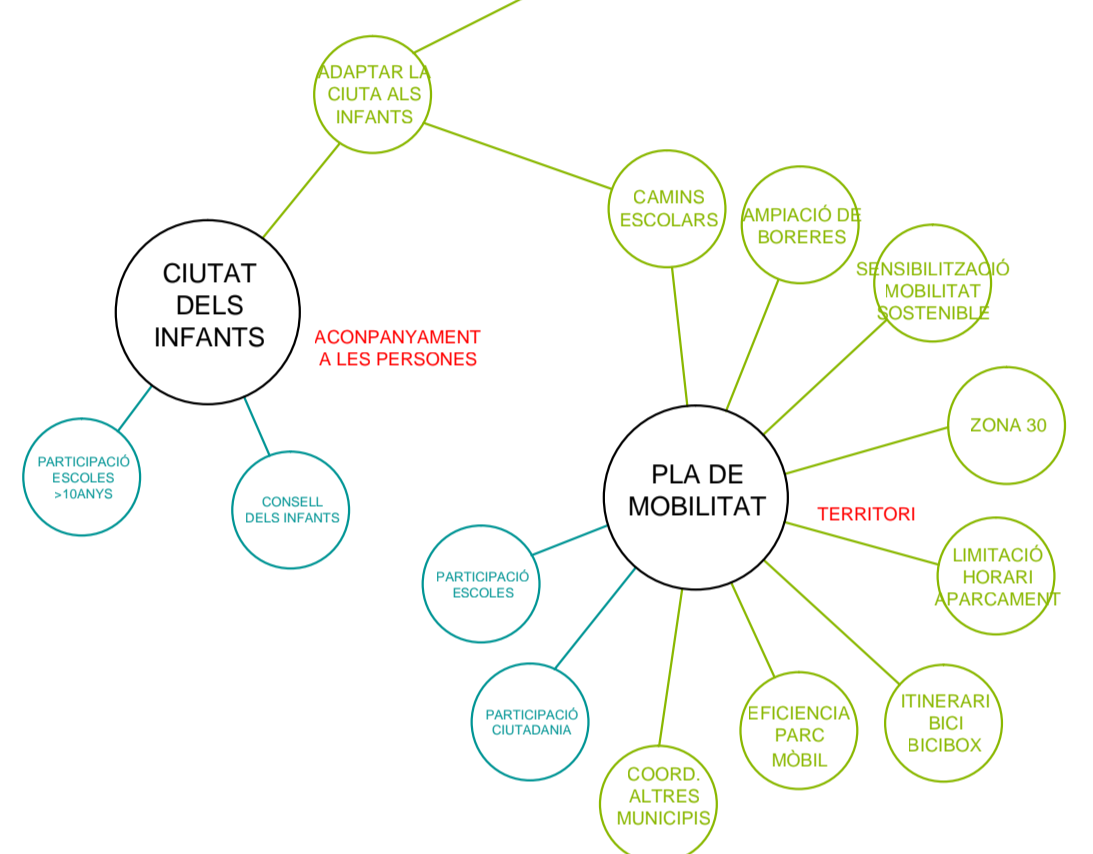 ADAPTAR LA
CIUTA ALS
INFANTS
CAMINS
ESCOLARS
AMPIACIÓ DE
BORERES
SENSIBILITZACIÓ
MOBILITAT
SOSTENIBLE
CIUTAT
DELS
INFANTS
ACONPANYAMENT
A LES PERSONES
ZONA 30
PARTICIPACIÓ
ESCOLES
>10ANYS
CONSELL
DELS INFANTS
PLA DE
MOBILITAT
TERRITORI
LIMITACIÓ
HORARI
APARCAMENT
PARTICIPACIÓ
ESCOLES
PARTICIPACIÓ
CIUTADANIA
COORD.
ALTRES
MUNICIPIS
EFICIENCIA
PARC
MÒBIL
ITINERARI
BICI
BICIBOX